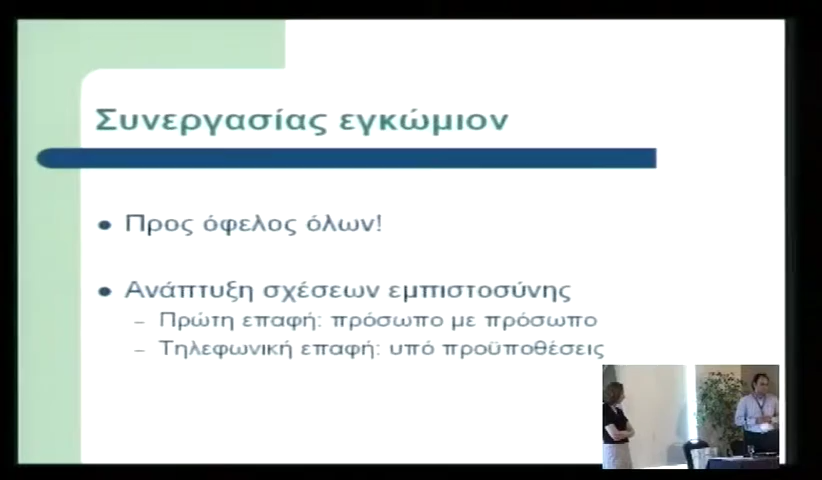 Συνεργασίας εγκώμιον
● Προς όφελος όλων!
● Ανάπτυξη σχέσεων εμπιστοσύνης
– Πρώτη επαφή: πρόσωπο με πρόσωπο
– Τηλεφωνική επαφή: υπό προϋποθέσεις